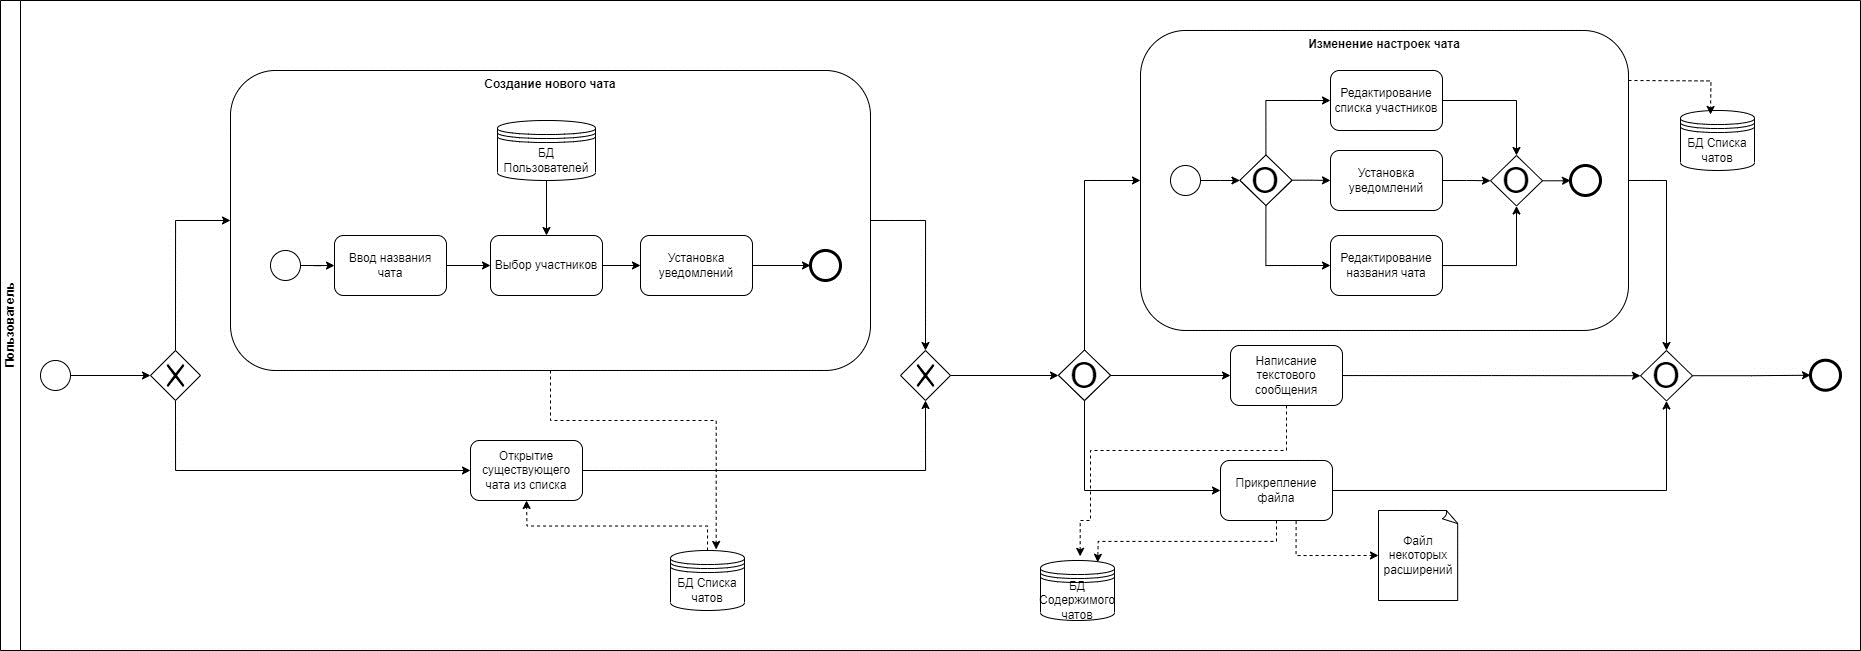 Пользователь
Создание нового чата
БД
Пользователей
Ввод названия
чата
Выбор участников
Установка
уведомлений
Открытие
существующего
чата из списка
БД Списка
чатов
Изменение настроек чата
Редактирование
списка участников
Установка
уведомлений
Редактирование
названия чата
БД Списка
чатов
Написание
текстового
сообщения
Прикрепление
файла
Файл
некоторых
расширений
БД
Содержимого
чатов